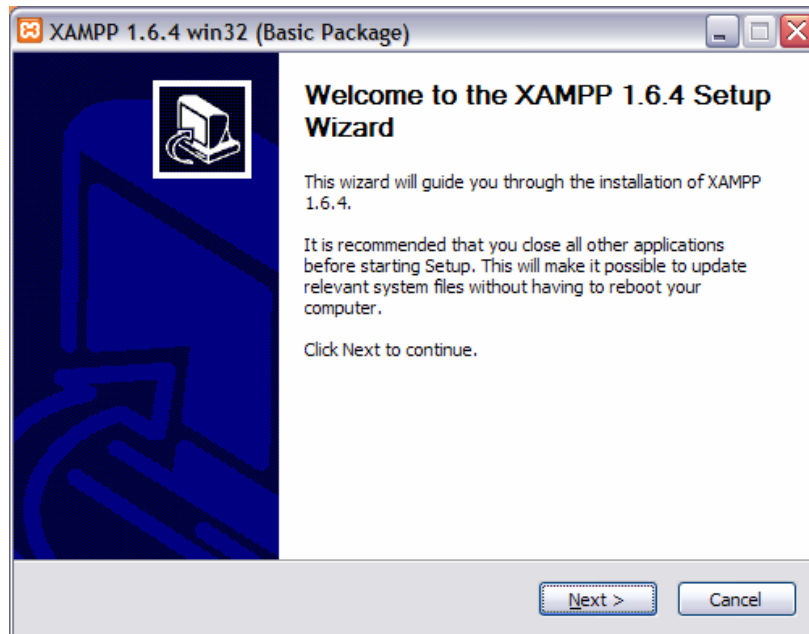 XAMPP 1.6.4 win32 (Basic Package)
Welcome to the XAMPP 1.6.4 Setup
Wizard
This wizard will guide you through the installation of XAMPP
1.6.4.
It is recommended that you close all other applications
before starting Setup. This will make it possible to update
relevant system files without having to reboot your
computer.
Click Next to continue.
Next >
Cancel